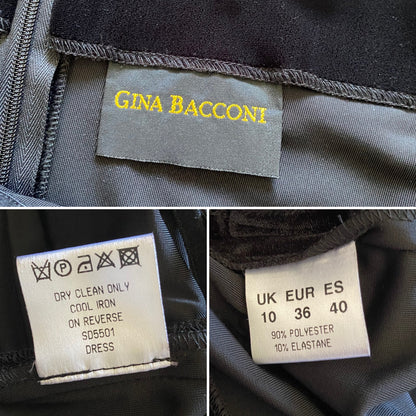 GINA BACCONI
P
DRY CLEAN ONLY
COOL IRON
ON REVERSE
SD5501
DRESS
UK EUR ES
10 36 40
90% POLYESTER
10% ELASTANE